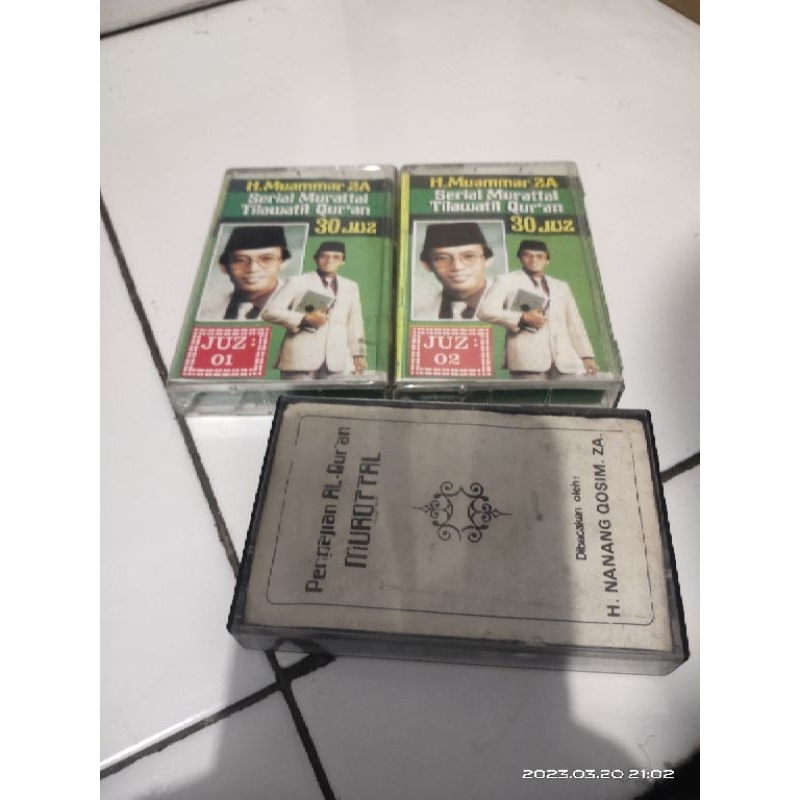 H. Muammar ZA
Serial Murattal
Tilawatil Qur'an
30 JUZ
JUZ :
01
H. Muammar ZA
Serial Murattal
Tilawatil Qur'an
30 JUZ
JUZ :
02
Pengajian AL-Qur'an
MUROTTAL
Dibacakan oleh:
H. NANANG QOSIM. ZA.
2023.03.20 21:02